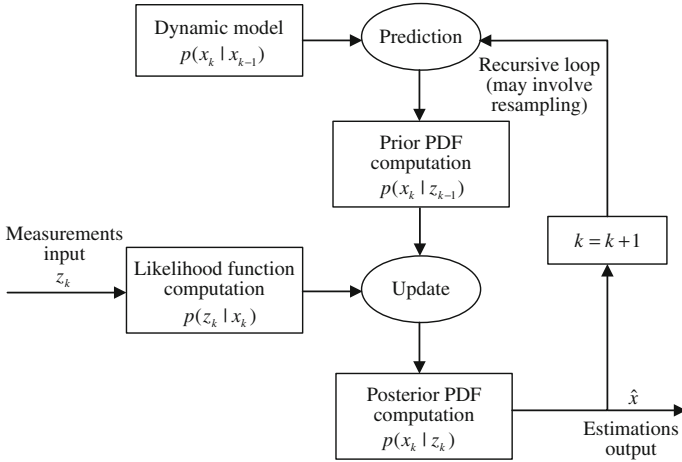 Dynamic model
p(x_k | x_{k-1})
Prediction
Recursive loop
(may involve
resampling)
Prior PDF
computation
p(x_k | z_{k-1})
k = k+1
Measurements
input
z_k
Likelihood function
computation
p(z_k | x_k)
Update
Posterior PDF
computation
p(x_k | z_k)
x̂
Estimations
output